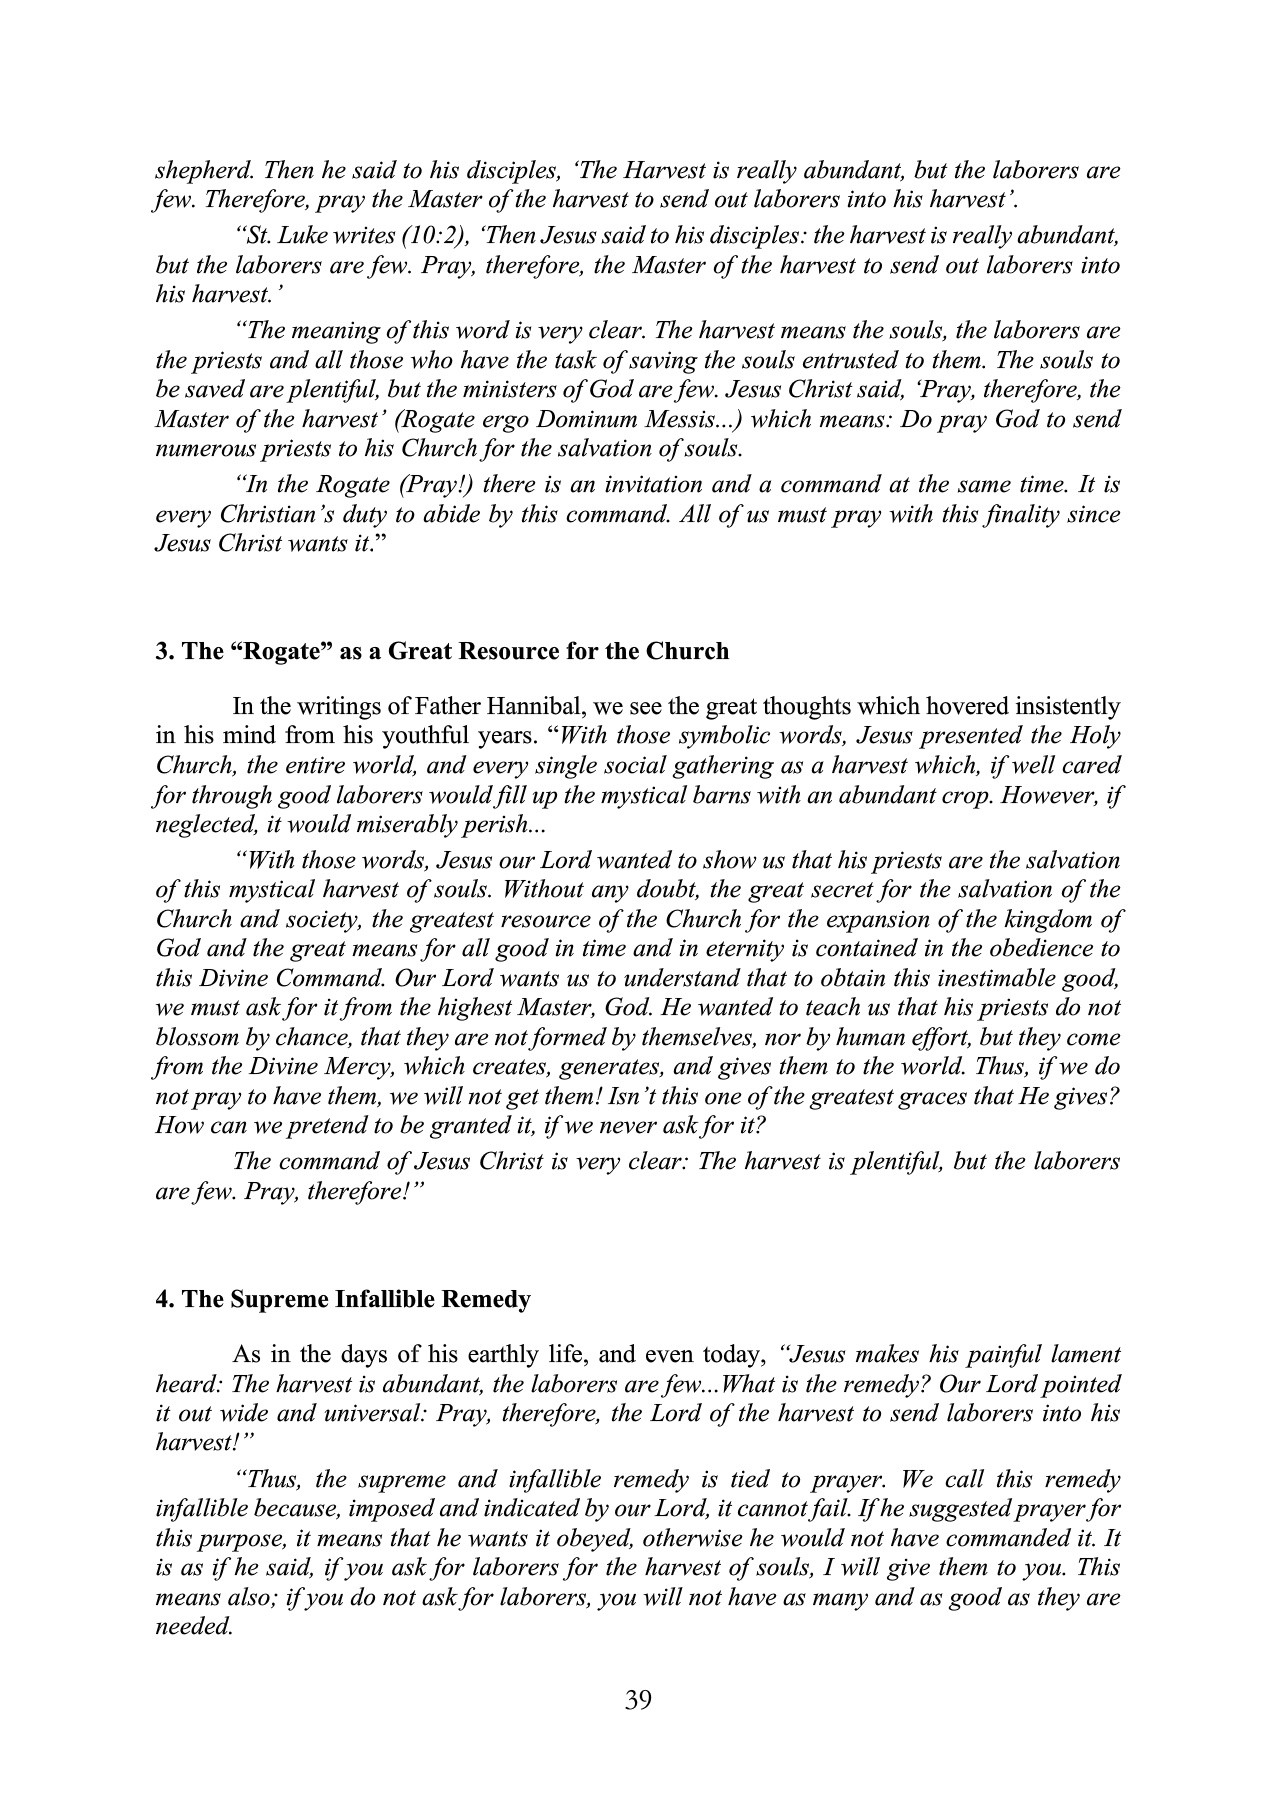 shepherd. Then he said to his disciples, ‘The Harvest is really abundant, but the laborers are
few. Therefore, pray the Master of the harvest to send out laborers into his harvest’.
“St. Luke writes (10:2), ‘Then Jesus said to his disciples: the harvest is really abundant,
but the laborers are few. Pray, therefore, the Master of the harvest to send out laborers into
his harvest.’
“The meaning of this word is very clear. The harvest means the souls, the laborers are
the priests and all those who have the task of saving the souls entrusted to them. The souls to
be saved are plentiful, but the ministers of God are few. Jesus Christ said, ‘Pray, therefore, the
Master of the harvest’ (Rogate ergo Dominum Messis...) which means: Do pray God to send
numerous priests to his Church for the salvation of souls.
“In the Rogate (Pray!) there is an invitation and a command at the same time. It is
every Christian’s duty to abide by this command. All of us must pray with this finality since
Jesus Christ wants it.”
3. The “Rogate” as a Great Resource for the Church
In the writings of Father Hannibal, we see the great thoughts which hovered insistently
in his mind from his youthful years. “With those symbolic words, Jesus presented the Holy
Church, the entire world, and every single social gathering as a harvest which, if well cared
for through good laborers would fill up the mystical barns with an abundant crop. However, if
neglected, it would miserably perish...
“With those words, Jesus our Lord wanted to show us that his priests are the salvation
of this mystical harvest of souls. Without any doubt, the great secret for the salvation of the
Church and society, the greatest resource of the Church for the expansion of the kingdom of
God and the great means for all good in time and in eternity is contained in the obedience to
this Divine Command. Our Lord wants us to understand that to obtain this inestimable good,
we must ask for it from the highest Master, God. He wanted to teach us that his priests do not
blossom by chance, that they are not formed by themselves, nor by human effort, but they come
from the Divine Mercy, which creates, generates, and gives them to the world. Thus, if we do
not pray to have them, we will not get them! Isn’t this one of the greatest graces that He gives?
How can we pretend to be granted it, if we never ask for it?
The command of Jesus Christ is very clear: The harvest is plentiful, but the laborers
are few. Pray, therefore!”
4. The Supreme Infallible Remedy
As in the days of his earthly life, and even today, “Jesus makes his painful lament
heard: The harvest is abundant, the laborers are few...What is the remedy? Our Lord pointed
it out wide and universal: Pray, therefore, the Lord of the harvest to send laborers into his
harvest!”
“Thus, the supreme and infallible remedy is tied to prayer. We call this remedy
infallible because, imposed and indicated by our Lord, it cannot fail. If he suggested prayer for
this purpose, it means that he wants it obeyed, otherwise he would not have commanded it. It
is as if he said, if you ask for laborers for the harvest of souls, I will give them to you. This
means also; if you do not ask for laborers, you will not have as many and as good as they are
needed.
39